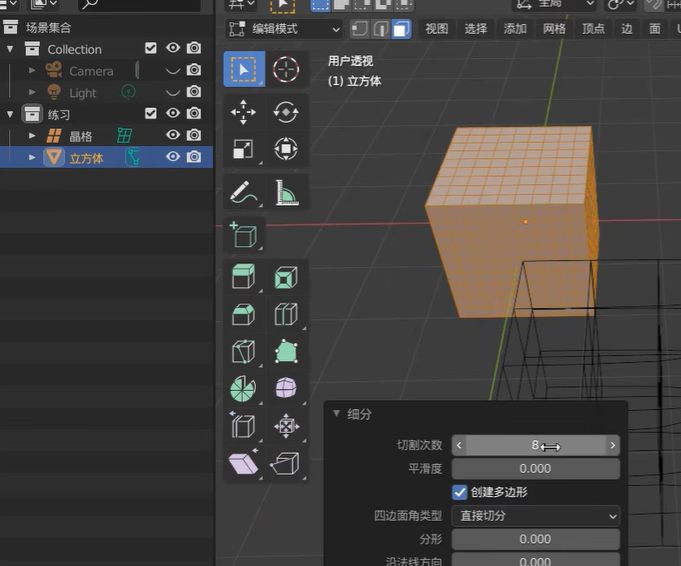 全局
场景集合
编辑模式
视图
选择
添加
网格
顶点
边
面
U
Collection
Camera
Light
练习
晶格
立方体
用户透视
(1) 立方体
细分
切割次数
8
平滑度
0.000
创建多边形
四边面角类型
直接切分
分形
0.000
沿法线方向
0.000